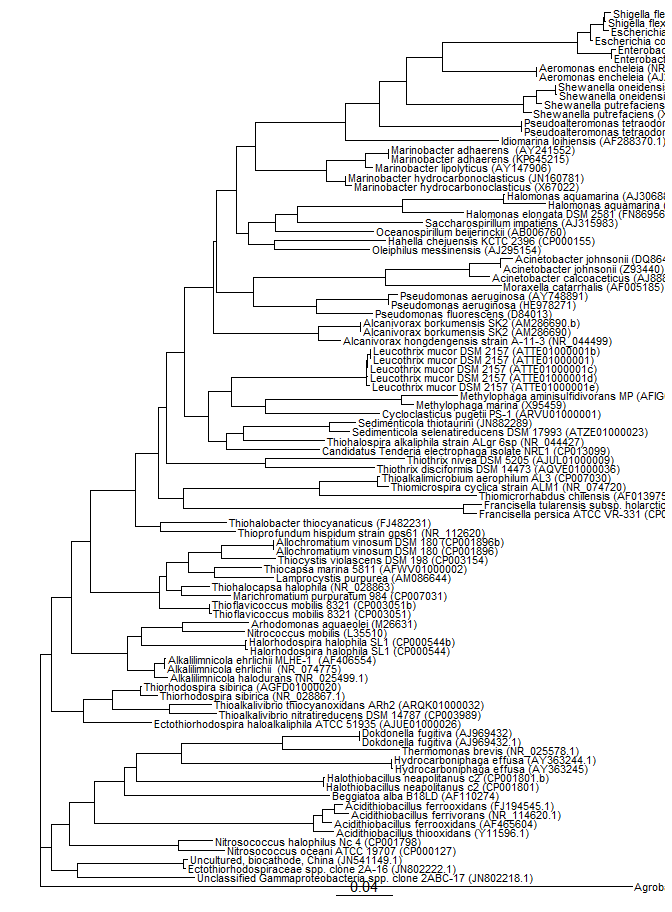 Shigella fle
Shigella flex
Escherichia
Escherichia co
Enterobac
Enterobact
Aeromonas encheleia (NR
Aeromonas encheleia (AJ
Shewanella oneidensi
Shewanella oneidensi
Shewanella putrefaciens
Shewanella putrefaciens (X
Pseudoalteromonas tetraodon
Pseudoalteromonas tetraodon
Idiomarina loihiensis (AF288370.1)
Marinobacter adhaerens (AY241552)
Marinobacter adhaerens (KP645215)
Marinobacter lipolyticus (AY147906)
Marinobacter hydrocarbonoclasticus (JN160781)
Marinobacter hydrocarbonoclasticus (X67022)
Halomonas aquamarina (AJ30688
Halomonas aquamarina (
Halomonas elongata DSM 2581 (FN86956
Saccharospirillum impatiens (AJ315983)
Oceanospirillum beijerinckii (AB006760)
Hahella chejuensis KCTC 2396 (CP000155)
Oleiphilus messinensis (AJ295154)
Acinetobacter johnsonii (DQ864
Acinetobacter johnsonii (Z93440)
Acinetobacter calcoaceticus (AJ888
Moraxella catarrhalis (AF005185)
Pseudomonas aeruginosa (AY748891)
Pseudomonas aeruginosa (HE978271)
Pseudomonas fluorescens (D84013)
Alcanivorax borkumensis SK2 (AM286690.b)
Alcanivorax borkumensis SK2 (AM286690)
Alcanivorax hongdengensis strain A-11-3 (NR_044499)
Leucothrix mucor DSM 2157 (ATTE01000001b)
Leucothrix mucor DSM 2157 (ATTE01000001)
Leucothrix mucor DSM 2157 (ATTE01000001c)
Leucothrix mucor DSM 2157 (ATTE01000001d)
Leucothrix mucor DSM 2157 (ATTE01000001e)
Methylophaga aminisulfidivorans MP (AFIG
Methylophaga marina (X95459)
Cycloclasticus pugetii PS-1 (ARVU01000001)
Sedimenticola thiotaurini (JN882289)
Sedimenticola selenatireducens DSM 17993 (ATZE01000023)
Thiohalospira alkaliphila strain ALgr 6sp (NR_044427)
Candidatus Tenderia electrophaga isolate NRL1 (CP013099)
Thiothrix nivea DSM 5205 (AJUL01000009)
Thiothrix disciformis DSM 14473 (AQVE01000036)
Thioalkalimicrobium aerophilum AL3 (CP007030)
Thiomicrospira cyclica strain ALM1 (NR_074720)
Thiomicrorhabdus chilensis (AF013975
Francisella tularensis subsp. holarctic
Francisella persica ATCC VR-331 (CP0
Thiohalobacter thiocyanaticus (FJ482231)
Thioprofundum hispidum strain gps61 (NR_112620)
Allochromatium vinosum DSM 180 (CP001896b)
Allochromatium vinosum DSM 180 (CP001896)
Thiocystis violascens DSM 198 (CP003154)
Thiocapsa marina 5811 (AFWV01000002)
Lamprocystis purpurea (AM086644)
Thiohalocapsa halophila (NR_028863)
Marichromatium purpuratum 984 (CP007031)
Thioflavicoccus mobilis 8321 (CP003051b)
Thioflavicoccus mobilis 8321 (CP003051)
Arhodomonas aquaeolei (M26631)
Nitrococcus mobilis (L35510)
Halorhodospira halophila SL1 (CP000544b)
Halorhodospira halophila SL1 (CP000544)
Alkalilimnicola ehrlichii MLHE-1 (AF406554)
Alkalilimnicola ehrlichii (NR_074775)
Alkalilimnicola halodurans (NR_025499.1)
Thiorhodospira sibirica (AGFD01000020)
Thiorhodospira sibirica (NR_028867.1)
Thioalkalivibrio thiocyanoxidans ARh2 (ARQK01000032)
Thioalkalivibrio nitratireducens DSM 14787 (CP003989)
Ectothiorhodospira haloalkaliphila ATCC 51935 (AJUE01000026)
Dokdonella fugitiva (AJ969432)
Dokdonella fugitiva (AJ969432.1)
Thermomonas brevis (NR_025578.1)
Hydrocarboniphaga effusa (AY363244.1)
Hydrocarboniphaga effusa (AY363245)
Halothiobacillus neapolitanus c2 (CP001801.b)
Halothiobacillus neapolitanus c2 (CP001801)
Beggiatoa alba B18LD (AF110274)
Acidithiobacillus ferrooxidans (FJ194545.1)
Acidithiobacillus ferrivorans (NR_114620.1)
Acidithiobacillus ferrooxidans (AF465604)
Acidithiobacillus thiooxidans (Y11596.1)
Nitrosococcus halophilus Nc 4 (CP001798)
Nitrosococcus oceani ATCC 19707 (CP000127)
Uncultured, biocathode, China (JN541149.1)
Ectothiorhodospiraceae spp. clone 2A-16 (JN802222.1)
Unclassified Gammaproteobacteria spp. clone 2ABC-17 (JN802218.1)
Agroba
0.04